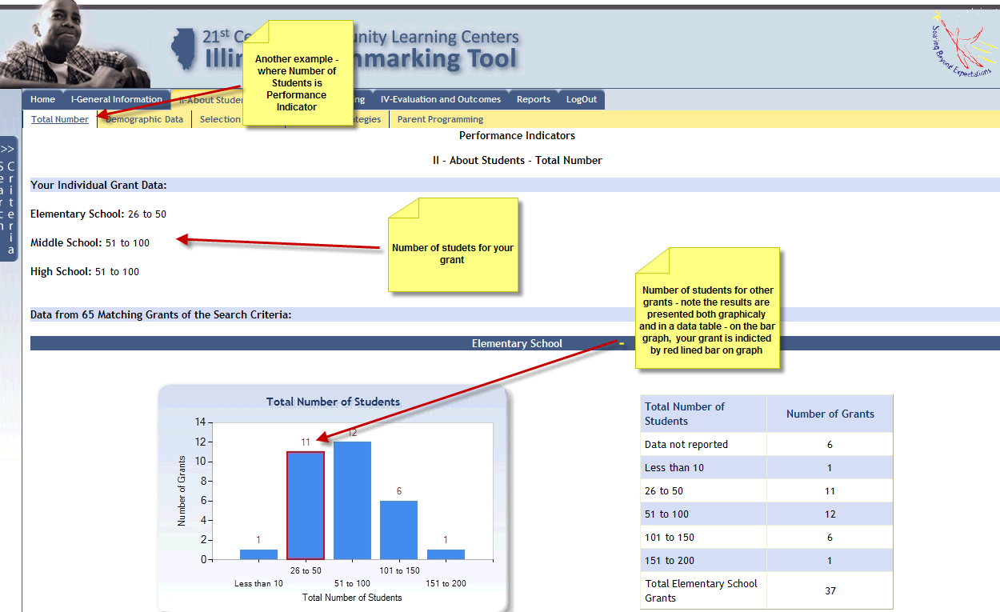 21st Ce unity Learning Centers
Illin nmarking Tool
Soaring Beyond Expectations
Another example -
where Number of
Students is
Performance
Indicator
Home I-General Information II-About Studen ng IV-Evaluation and Outcomes Reports LogOut
Total Number Demographic Data Selection tegies Parent Programming
>>
Search
Criteria
Performance Indicators
II - About Students - Total Number
Your Individual Grant Data:
Elementary School: 26 to 50
Middle School: 51 to 100
High School: 51 to 100
Number of studets for your
grant
Number of students for other
grants - note the results are
presented both graphicaly
and in a data table - on the bar
graph, your grant is indicted
by red lined bar on graph
Data from 65 Matching Grants of the Search Criteria:
Elementary School -
Total Number of Students
Number of Grants
14
12
10
8
6
4
2
0
1
11
12
6
1
26 to 50 101 to 150
Less than 10 51 to 100 151 to 200
Total Number of Students
Total Number of
Students
Number of Grants
Data not reported 6
Less than 10 1
26 to 50 11
51 to 100 12
101 to 150 6
151 to 200 1
Total Elementary School
Grants
37